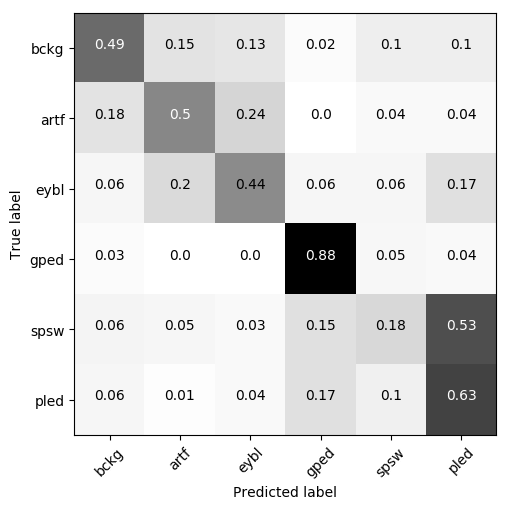 bckg 0.49 0.15 0.13 0.02 0.1 0.1
artf 0.18 0.5 0.24 0.0 0.04 0.04
eybl 0.06 0.2 0.44 0.06 0.06 0.17
gped 0.03 0.0 0.0 0.88 0.05 0.04
spsw 0.06 0.05 0.03 0.15 0.18 0.53
pled 0.06 0.01 0.04 0.17 0.1 0.63
True label
bckg artf eybl gped spsw pled
Predicted label